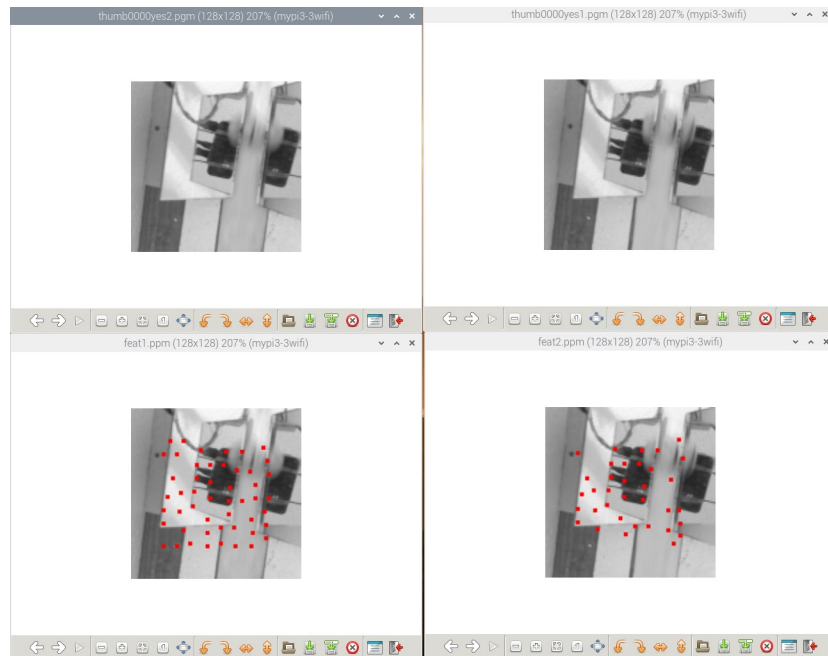 thumb0000yes2.pgm (128x128) 207% (mypi3-3wifi)
thumb0000yes1.pgm (128x128) 207% (mypi3-3wifi)
feat1.ppm (128x128) 207% (mypi3-3wifi)
feat2.ppm (128x128) 207% (mypi3-3wifi)